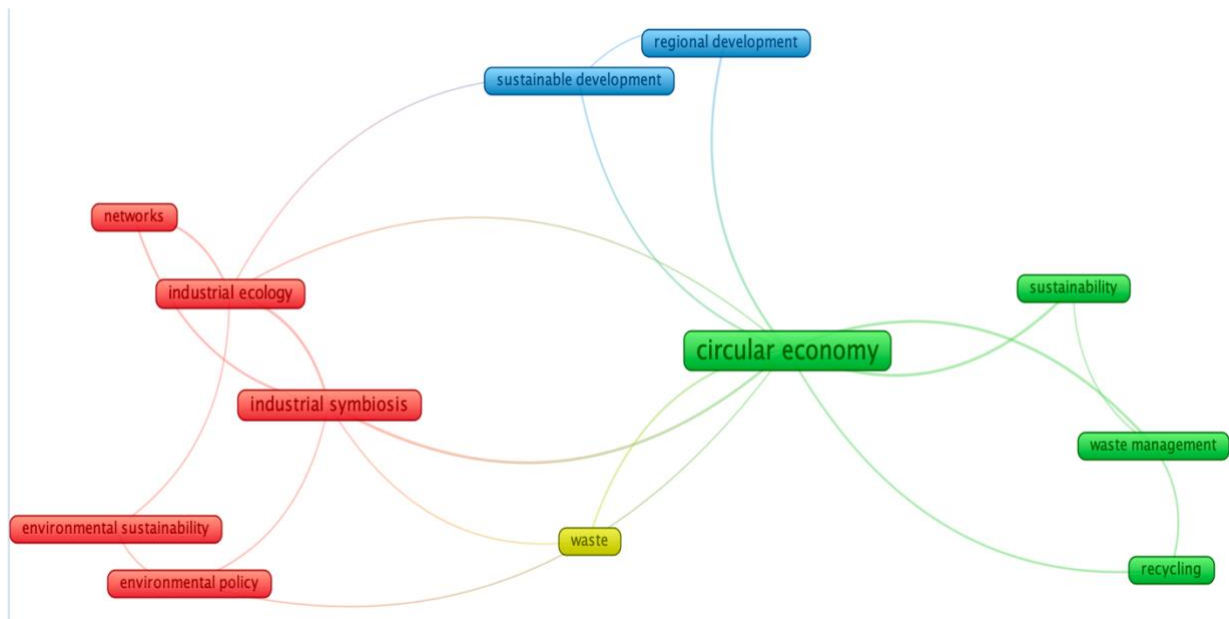 regional development
sustainable development
networks
industrial ecology
sustainability
circular economy
industrial symbiosis
waste management
environmental sustainability
waste
recycling
environmental policy